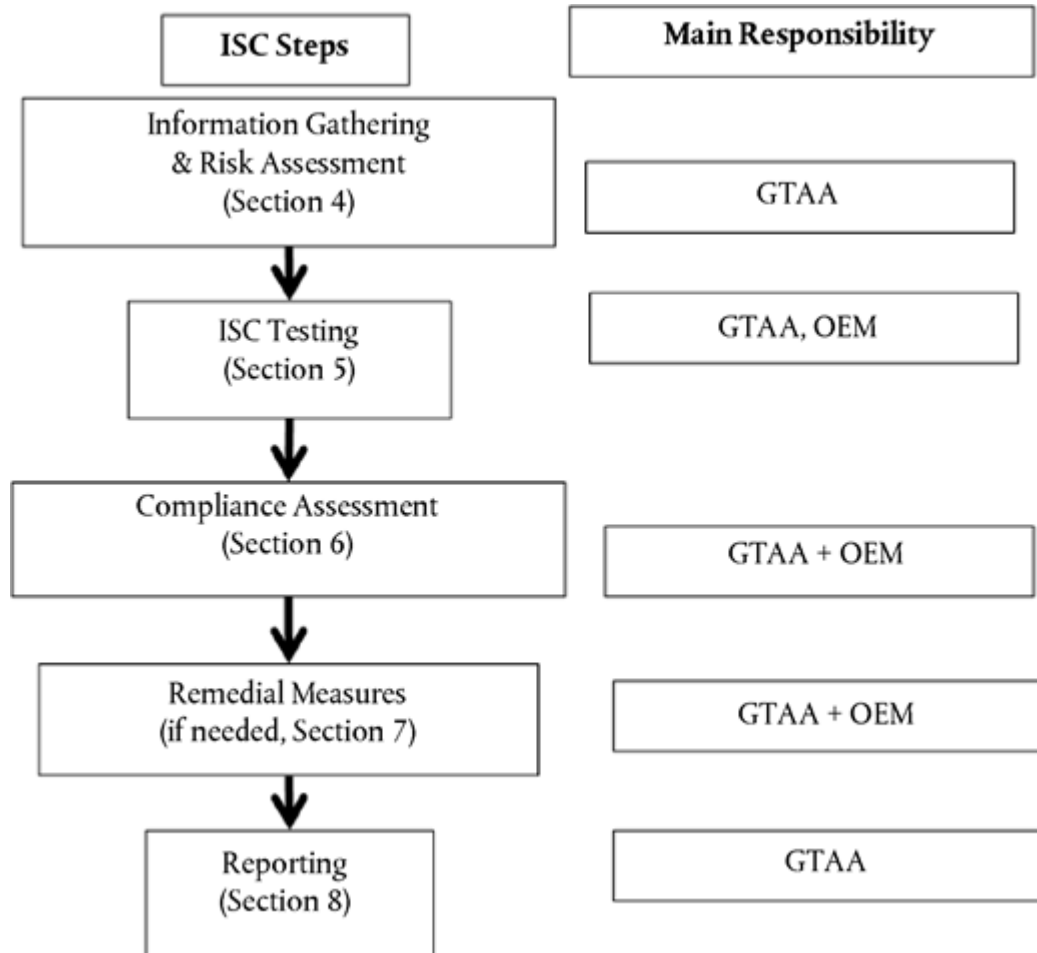 ISC Steps
Main Responsibility
Information Gathering
& Risk Assessment
(Section 4)
GTAA
ISC Testing
(Section 5)
GTAA, OEM
Compliance Assessment
(Section 6)
GTAA + OEM
Remedial Measures
(if needed, Section 7)
GTAA + OEM
Reporting
(Section 8)
GTAA